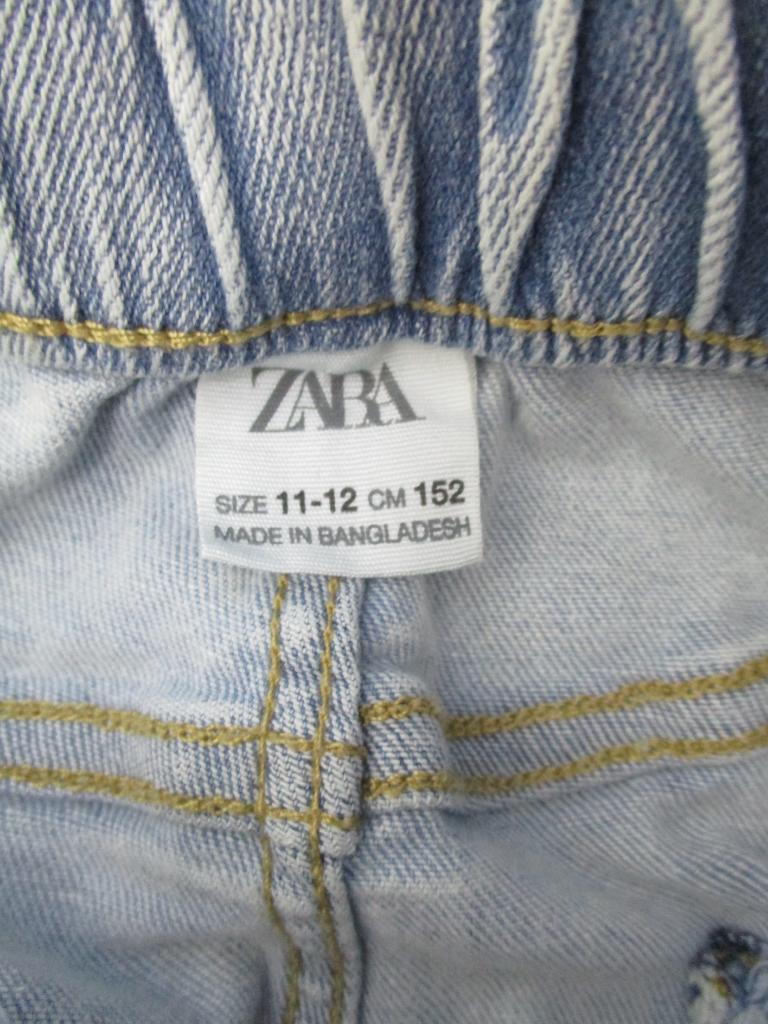 ZARA
SIZE 11-12 CM 152
MADE IN BANGLADESH